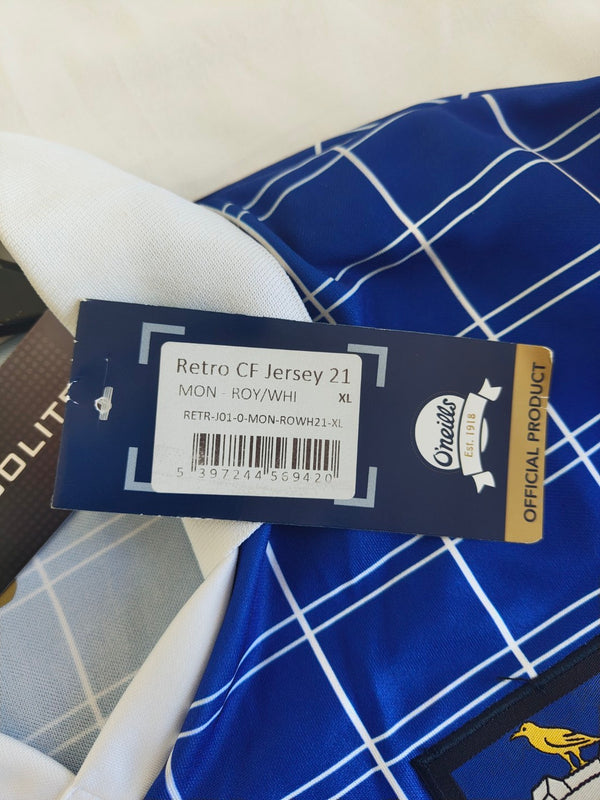 Retro CF Jersey 21
MON - ROY/WHI XL
RETR-J01-0-MON-ROWH21-XL
5 397244 569420
O'neills
Est. 1918
OFFICIAL PRODUCT
OLITE